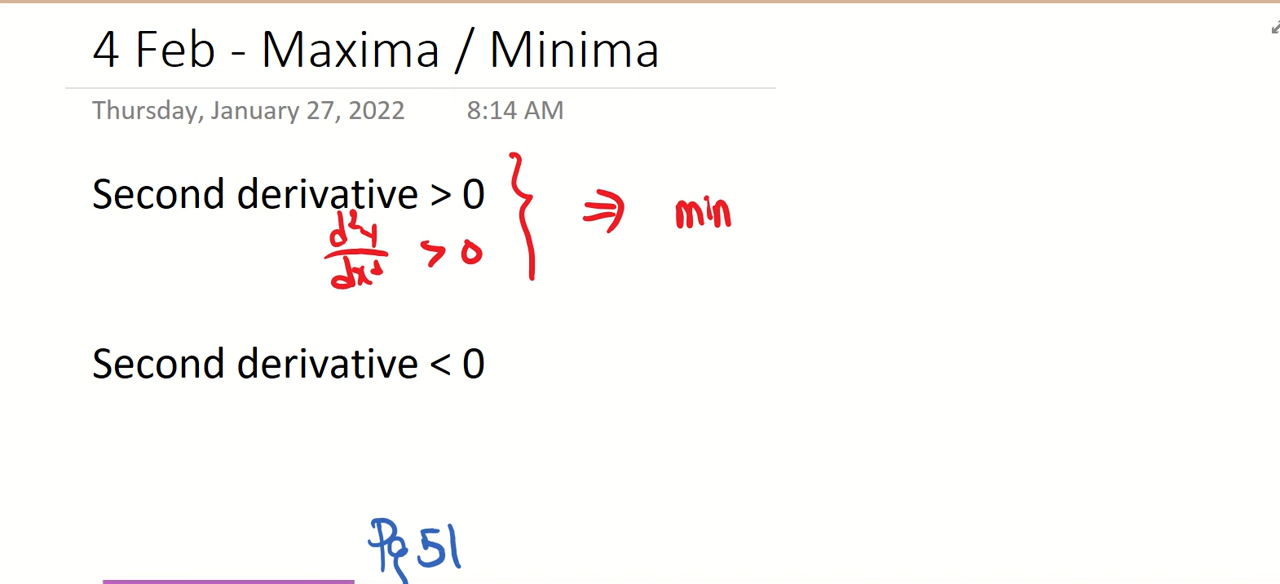 4 Feb - Maxima / Minima
Thursday, January 27, 2022 8:14 AM
Second derivative > 0 } ⇒ min
d²y/dx² > 0
Second derivative < 0
Pg 51